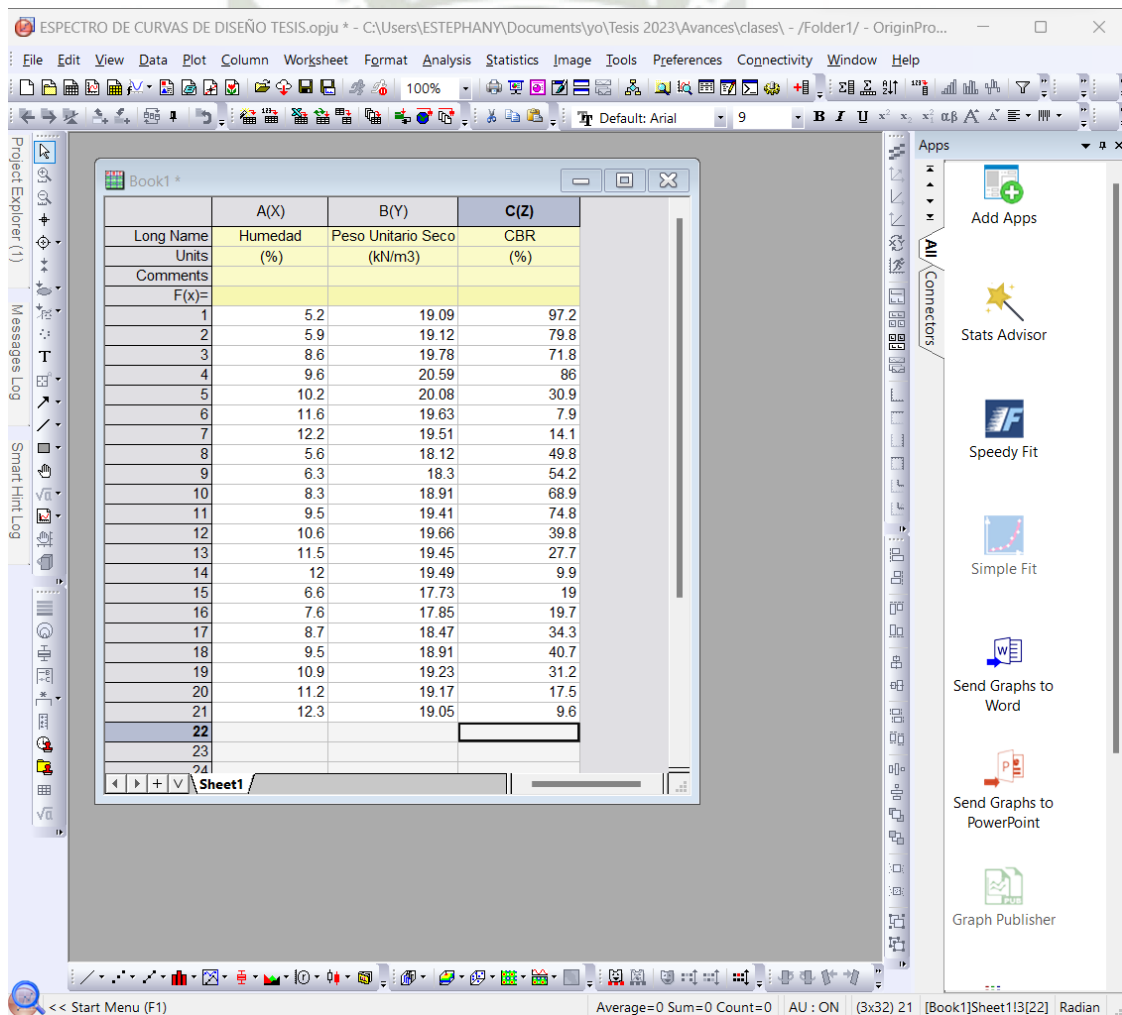 ESPECTRO DE CURVAS DE DISEÑO TESIS.opju * - C:\Users\ESTEPHANY\Documents\yo\Tesis 2023\Avances\clases\ - /Folder1/ - OriginPro...
File Edit View Data Plot Column Worksheet Format Analysis Statistics Image Tools Preferences Connectivity Window Help
100%
Default: Arial 9 B I U x² x₂ αβ A A
Project Explorer (1)
Messages Log
Smart Hint Log
T
Book1 *
A(X) B(Y) C(Z)
Long Name Humedad Peso Unitario Seco CBR
Units (%) (kN/m3) (%)
Comments
F(x)=
1 5.2 19.09 97.2
2 5.9 19.12 79.8
3 8.6 19.78 71.8
4 9.6 20.59 86
5 10.2 20.08 30.9
6 11.6 19.63 7.9
7 12.2 19.51 14.1
8 5.6 18.12 49.8
9 6.3 18.3 54.2
10 8.3 18.91 68.9
11 9.5 19.41 74.8
12 10.6 19.66 39.8
13 11.5 19.45 27.7
14 12 19.49 9.9
15 6.6 17.73 19
16 7.6 17.85 19.7
17 8.7 18.47 34.3
18 9.5 18.91 40.7
19 10.9 19.23 31.2
20 11.2 19.17 17.5
21 12.3 19.05 9.6
22
23
24
Sheet1
Apps
All
Connectors
Add Apps
Stats Advisor
Speedy Fit
Simple Fit
Send Graphs to
Word
Send Graphs to
PowerPoint
Graph Publisher
<< Start Menu (F1)
Average=0 Sum=0 Count=0 AU : ON (3x32) 21 [Book1]Sheet1!3[22] Radian